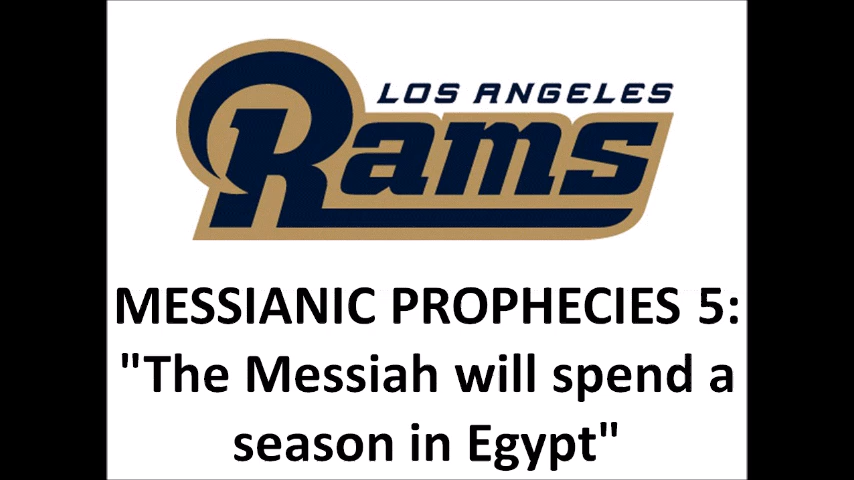 LOS ANGELES
Rams
MESSIANIC PROPHECIES 5:
"The Messiah will spend a
season in Egypt"